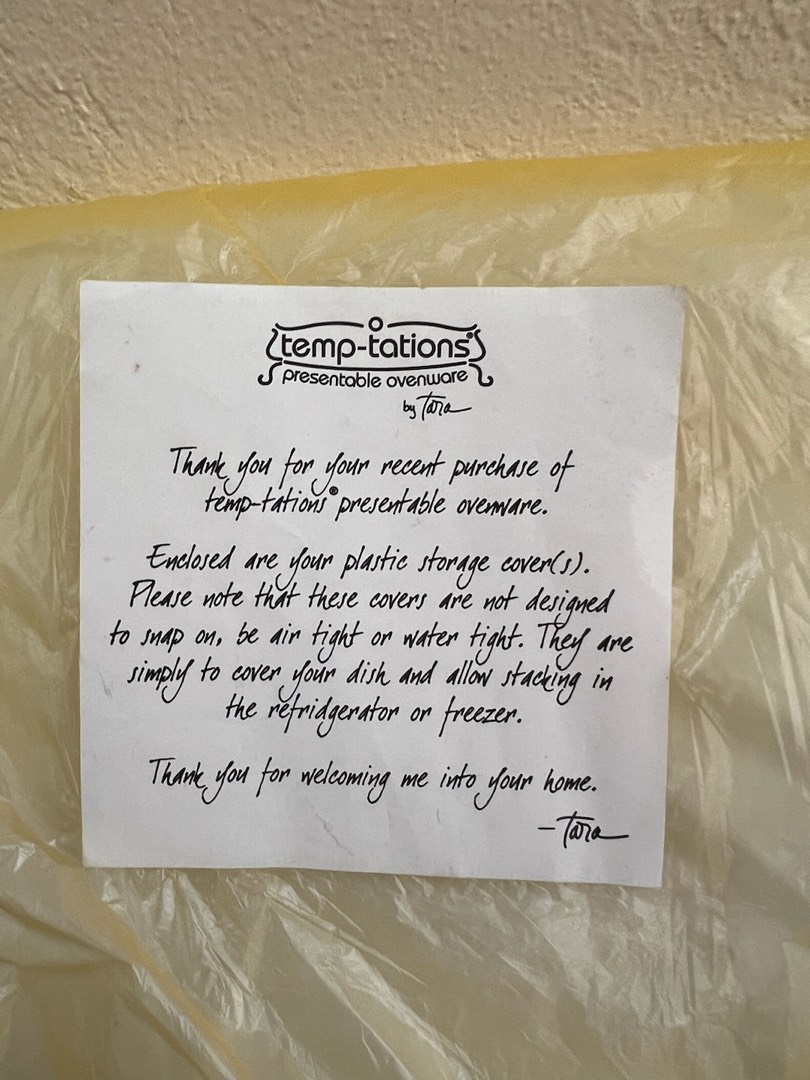 temp-tations®
presentable ovenware
by Tara
Thank you for your recent purchase of
temp-tations® presentable ovenware.
Enclosed are your plastic storage cover(s).
Please note that these covers are not designed
to snap on, be air tight or water tight. They are
simply to cover your dish and allow stacking in
the refridgerator or freezer.
Thank you for welcoming me into your home.
- Tara